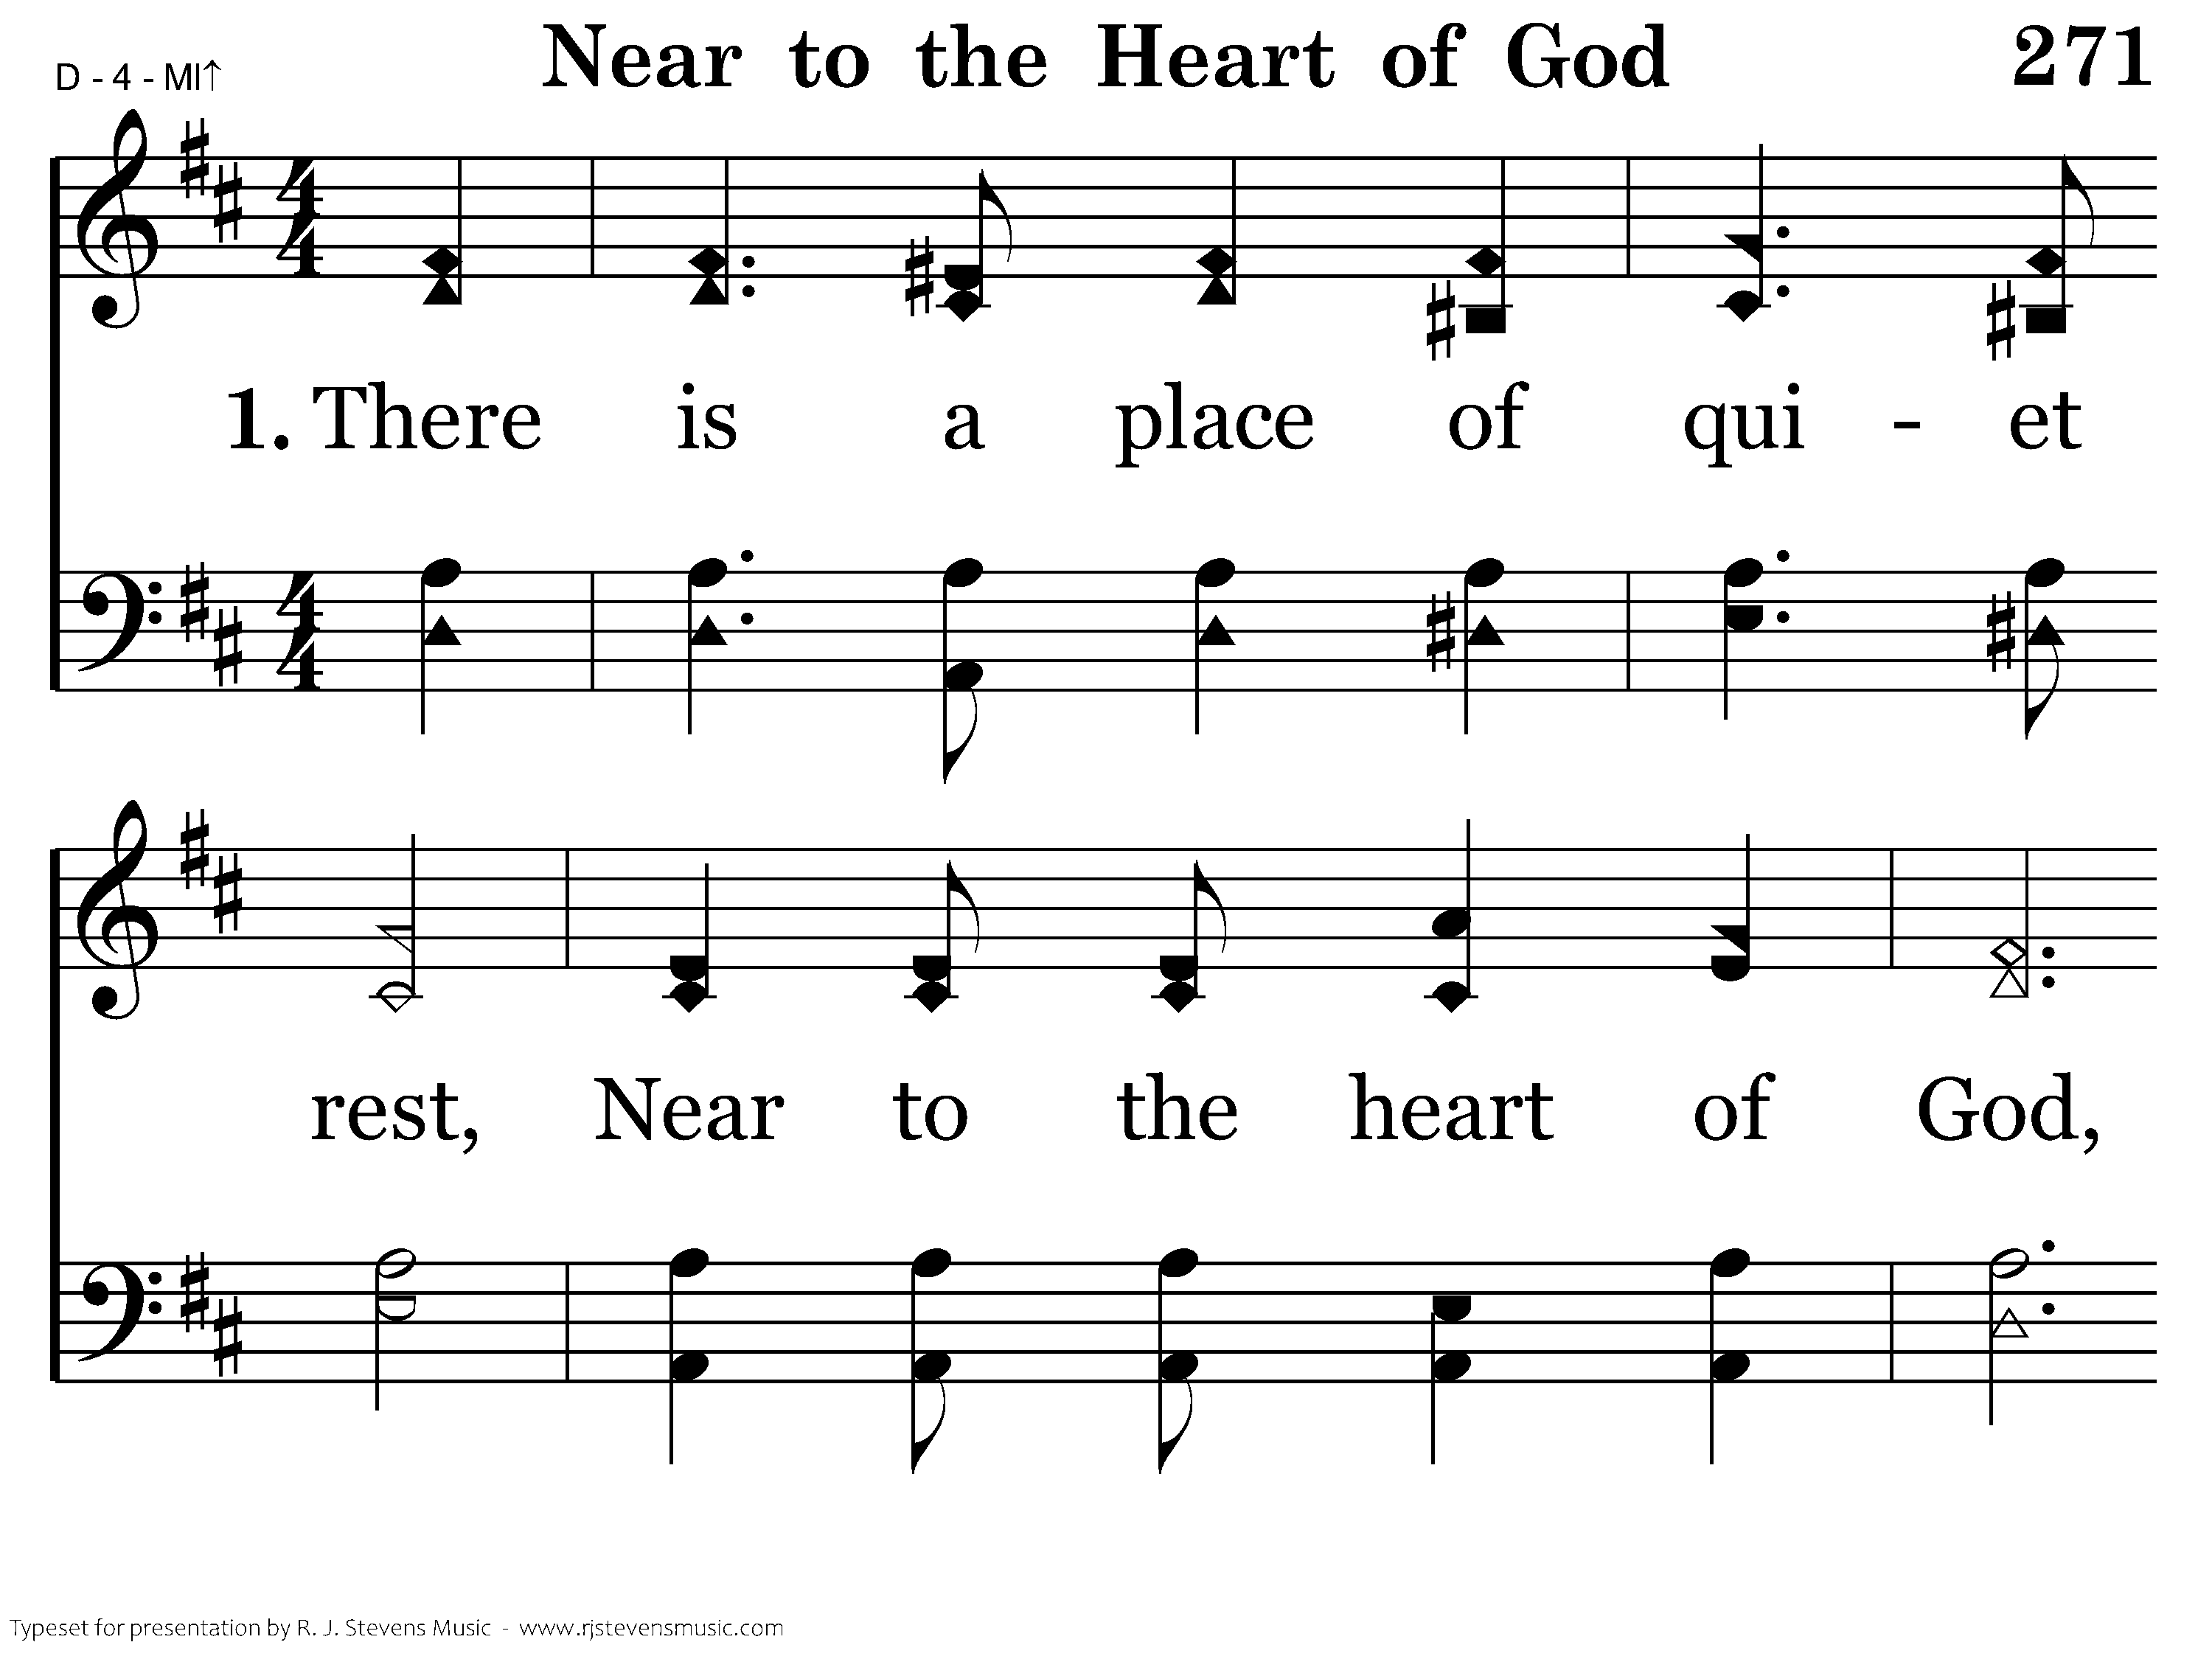 Near to the Heart of God 271
D - 4 - MI↑
1. There is a place of qui - et
rest, Near to the heart of God,
Typeset for presentation by R. J. Stevens Music - www.rjstevensmusic.com